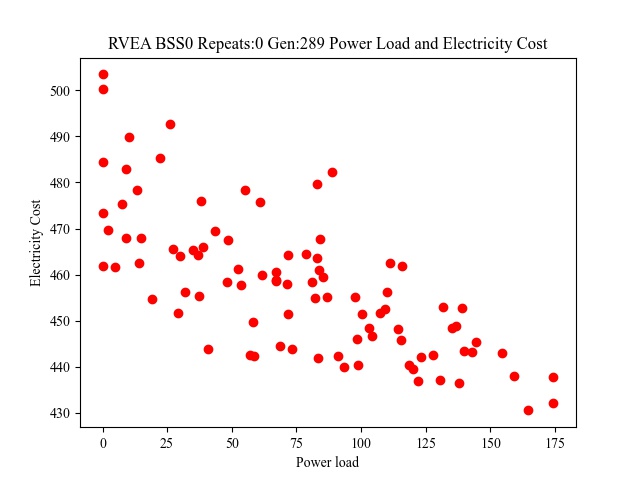 RVEA BSS0 Repeats:0 Gen:289 Power Load and Electricity Cost
500
490
480
470
460
450
440
430
Electricity Cost
0 25 50 75 100 125 150 175
Power load